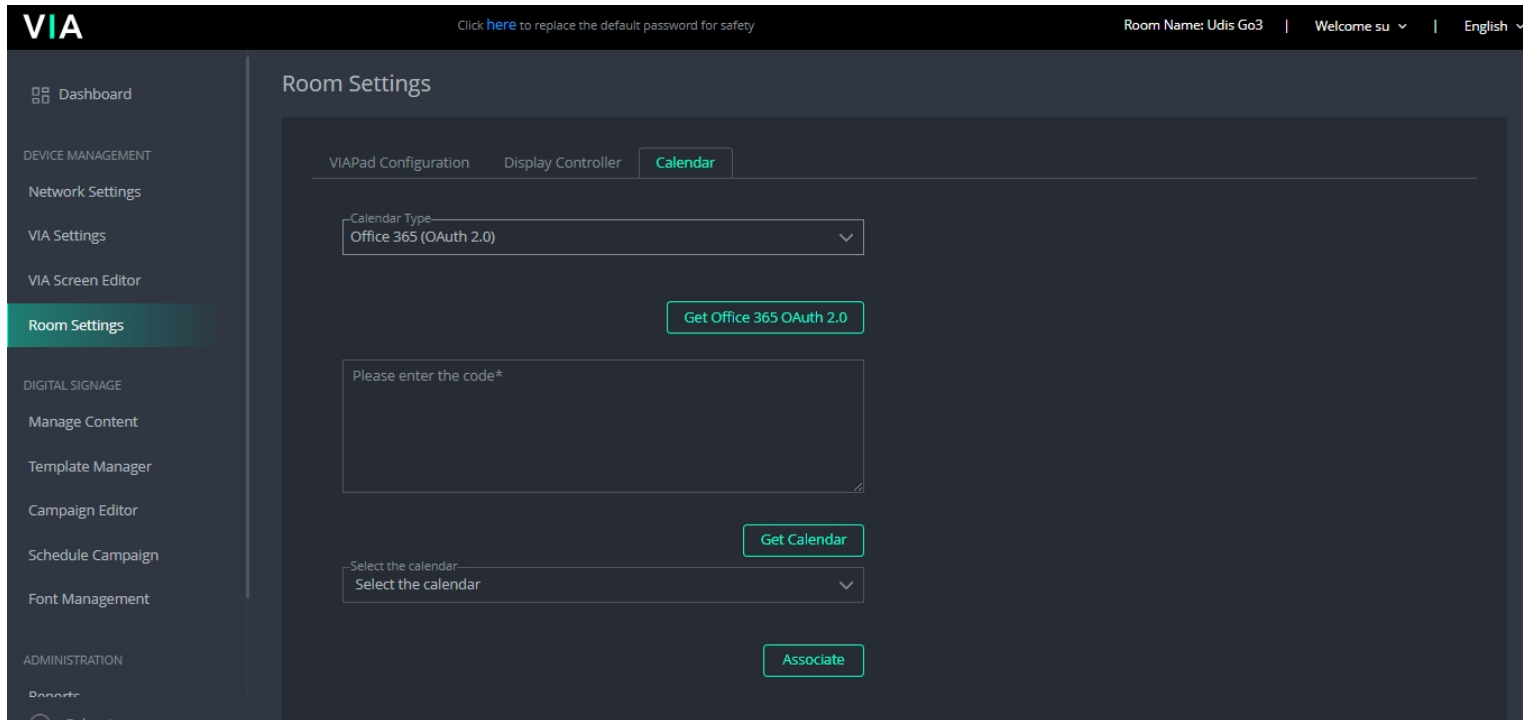 VIA
Click here to replace the default password for safety
Room Name: Udis Go3 | Welcome su | English
Dashboard
DEVICE MANAGEMENT
Network Settings
VIA Settings
VIA Screen Editor
Room Settings
DIGITAL SIGNAGE
Manage Content
Template Manager
Campaign Editor
Schedule Campaign
Font Management
ADMINISTRATION
Reports
Room Settings
VIAPad Configuration Display Controller Calendar
Calendar Type
Office 365 (OAuth 2.0)
Get Office 365 OAuth 2.0
Please enter the code*
Get Calendar
Select the calendar
Select the calendar
Associate